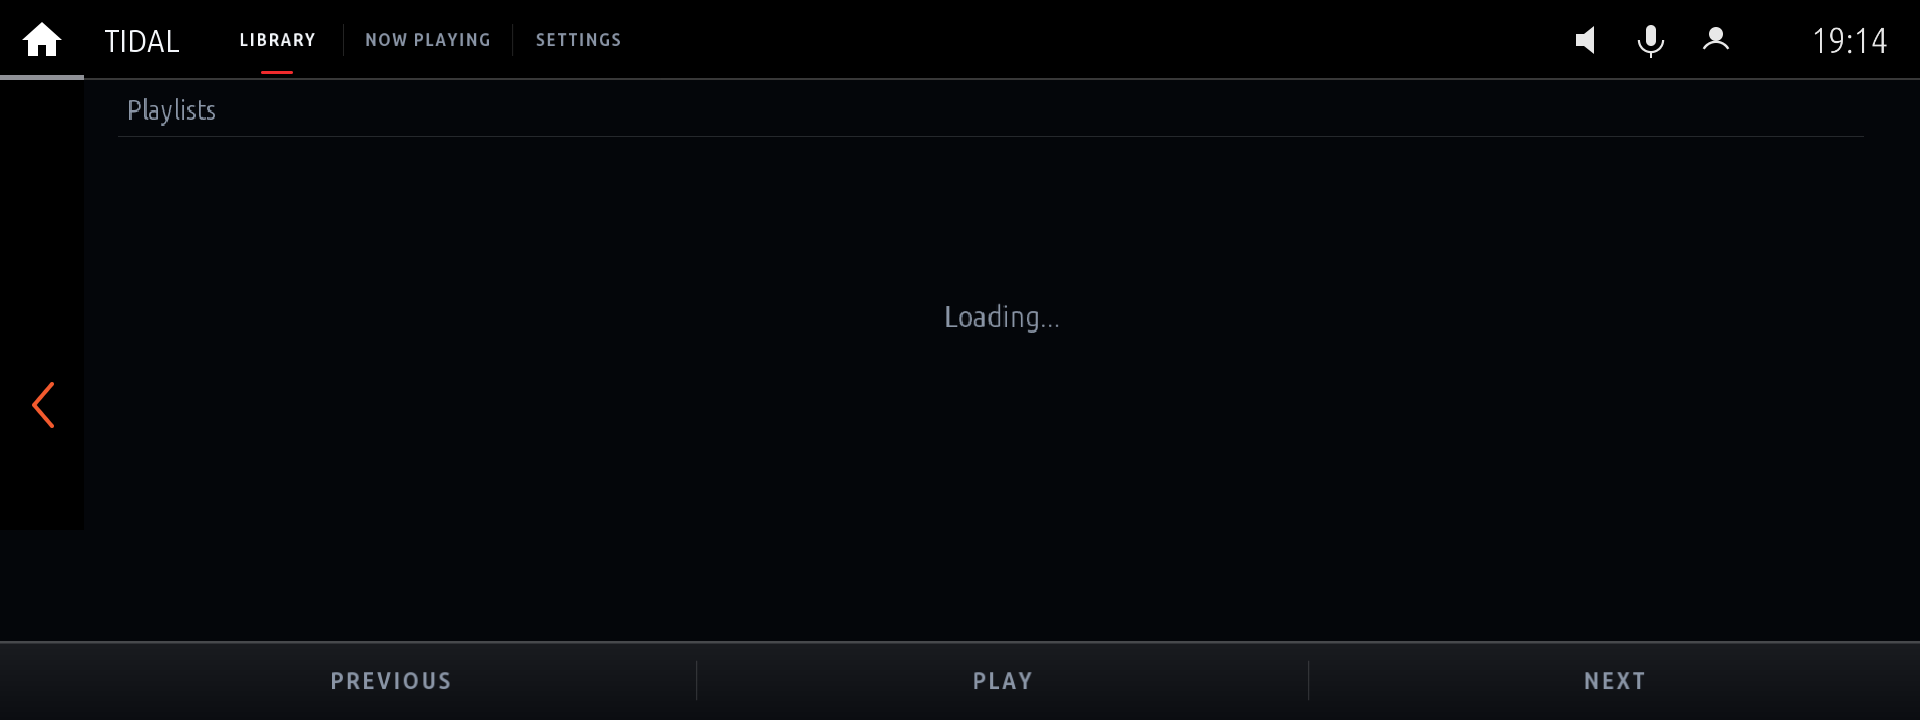 TIDAL
LIBRARY
NOW PLAYING
SETTINGS
19:14
Playlists
Loading...
PREVIOUS
PLAY
NEXT